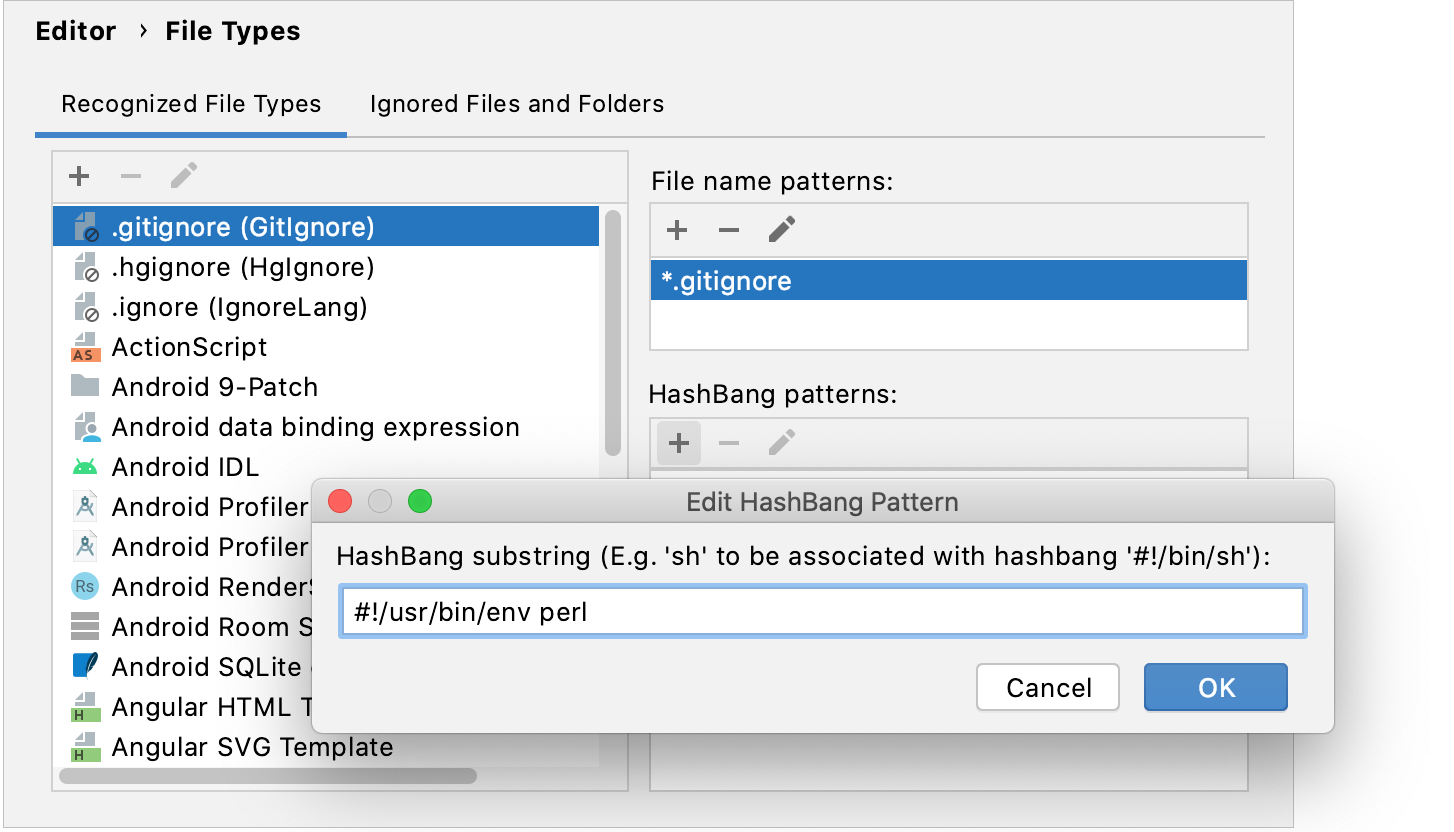 Editor › File Types
Recognized File Types
Ignored Files and Folders
.gitignore (GitIgnore)
.hgignore (HgIgnore)
.ignore (IgnoreLang)
AS ActionScript
Android 9-Patch
Android data binding expression
Android IDL
Android Profiler
Android Profiler
Rs Android RenderS
Android Room S
Android SQLite
H Angular HTML T
H Angular SVG Template
File name patterns:
*.gitignore
HashBang patterns:
Edit HashBang Pattern
HashBang substring (E.g. 'sh' to be associated with hashbang '#!/bin/sh'):
#!/usr/bin/env perl
Cancel
OK